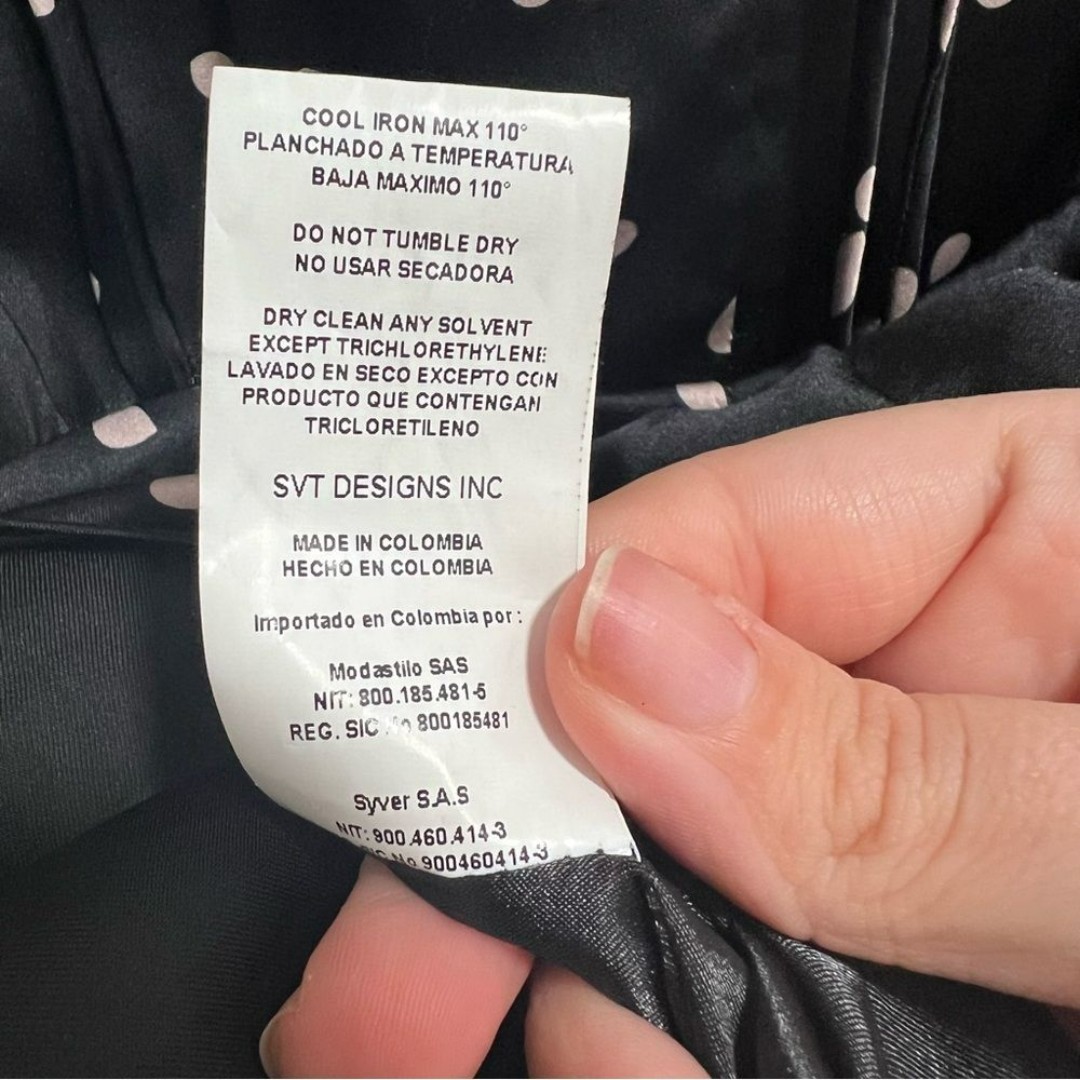 COOL IRON MAX 110°
PLANCHADO A TEMPERATURA
BAJA MAXIMO 110°
DO NOT TUMBLE DRY
NO USAR SECADORA
DRY CLEAN ANY SOLVENT
EXCEPT TRICHLORETHYLENE
LAVADO EN SECO EXCEPTO CON
PRODUCTO QUE CONTENGAN
TRICLORETILENO
SVT DESIGNS INC
MADE IN COLOMBIA
HECHO EN COLOMBIA
Importado en Colombia por:
Modastilo SAS
NIT: 800.185.481-5
REG. SIC No 800185481
Syver S.A.S
NIT: 900.460.414-3
SIC No 900460414-3